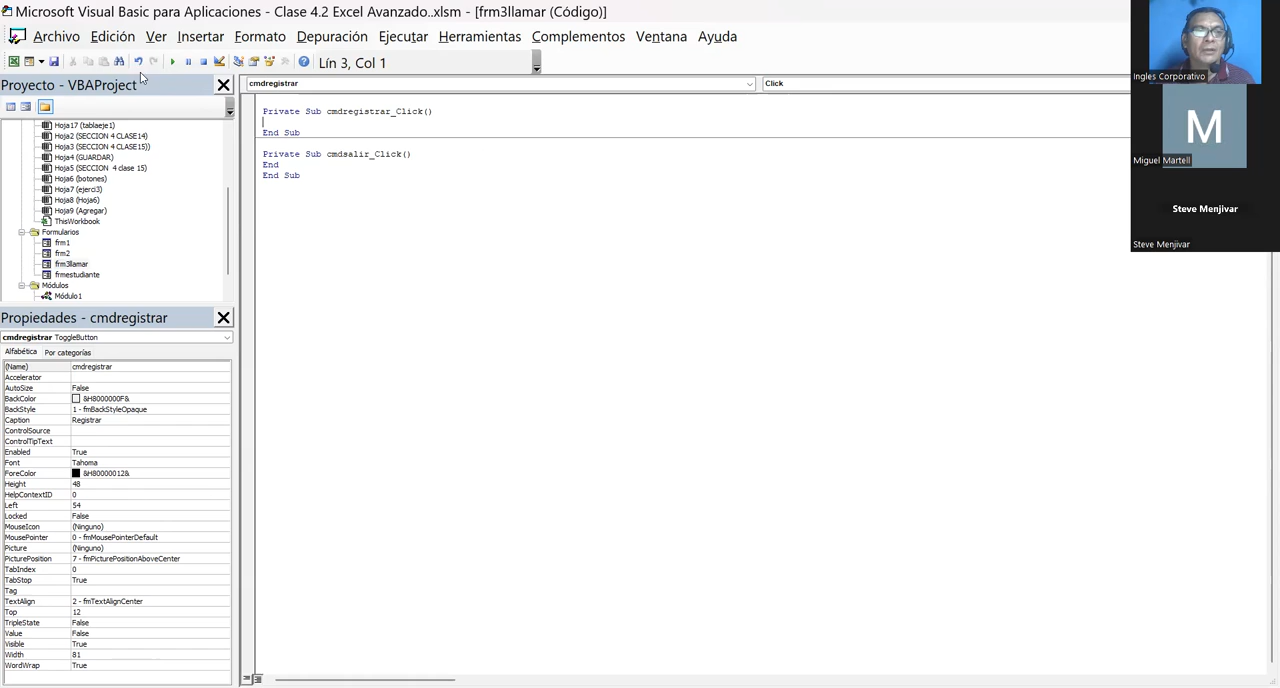 Microsoft Visual Basic para Aplicaciones - Clase 4.2 Excel Avanzado..xlsm - [frm3llamar (Código)]
Archivo Edición Ver Insertar Formato Depuración Ejecutar Herramientas Complementos Ventana Ayuda
Lín 3, Col 1
Proyecto - VBAProject
Hoja17 (tablaeje1)
Hoja2 (SECCION 4 CLASE14)
Hoja3 (SECCION 4 CLASE15))
Hoja4 (GUARDAR)
Hoja5 (SECCION 4 clase 15)
Hoja6 (botones)
Hoja7 (ejerci3)
Hoja8 (Hoja6)
Hoja9 (Agregar)
ThisWorkbook
Formularios
frm1
frm2
frm3llamar
frmestudiante
Módulos
Módulo1
Propiedades - cmdregistrar
cmdregistrar ToggleButton
Alfabética Por categorías
(Name) cmdregistrar
Accelerator
AutoSize False
BackColor &H8000000F&
BackStyle 1 - fmBackStyleOpaque
Caption Registrar
ControlSource
ControlTipText
Enabled True
Font Tahoma
ForeColor &H80000012&
Height 48
HelpContextID 0
Left 54
Locked False
MouseIcon (Ninguno)
MousePointer 0 - fmMousePointerDefault
Picture (Ninguno)
PicturePosition 7 - fmPicturePositionAboveCenter
TabIndex 0
TabStop True
Tag
TextAlign 2 - fmTextAlignCenter
Top 12
TripleState False
Value False
Visible True
Width 81
WordWrap True
cmdregistrar Click
Private Sub cmdregistrar_Click()
End Sub
Private Sub cmdsalir_Click()
End
End Sub
Ingles Corporativo
M
Miguel Martell
Steve Menjivar
Steve Menjivar